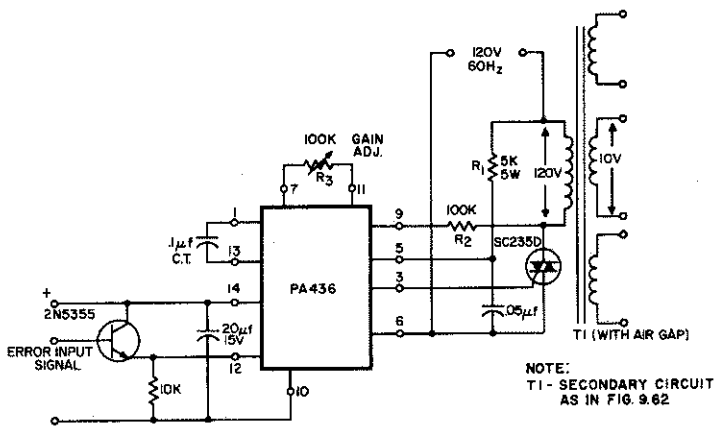 120V
60Hz
100K GAIN
ADJ.
R3
7
11
R1
5K
5W
120V
10V
1
.1µf
C.T.
13
9
100K
R2
SC235D
5
3
PA436
14
+
2N5355
20µf
15V
6
.05µf
T1 (WITH AIR GAP)
ERROR INPUT
SIGNAL
12
10K
10
NOTE:
T1 - SECONDARY CIRCUIT
AS IN FIG. 9.62